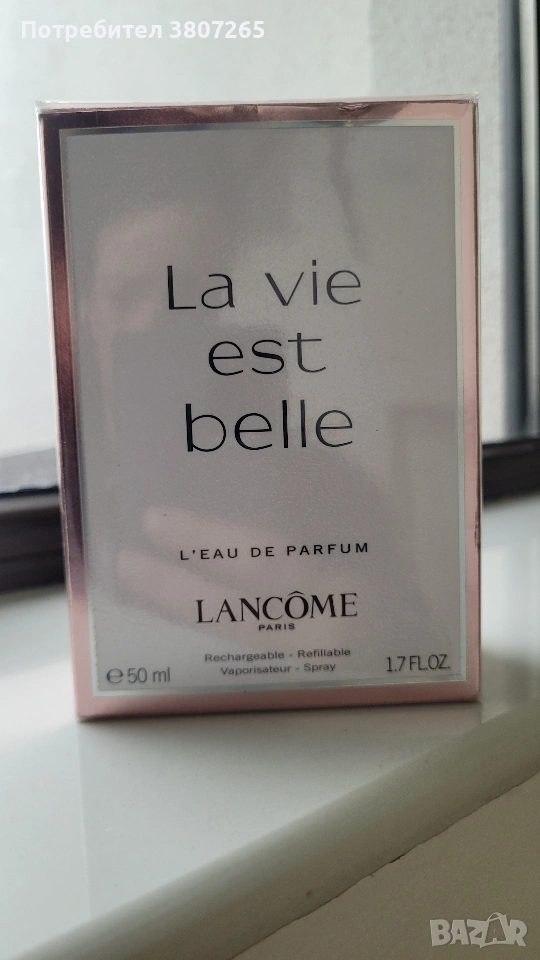 Потребител 3807265
La vie
est
belle
L'EAU DE PARFUM
LANCÔME
PARIS
Rechargeable - Refillable
Vaporisateur - Spray
℮50 ml
1.7 FL.OZ.
BAZAR